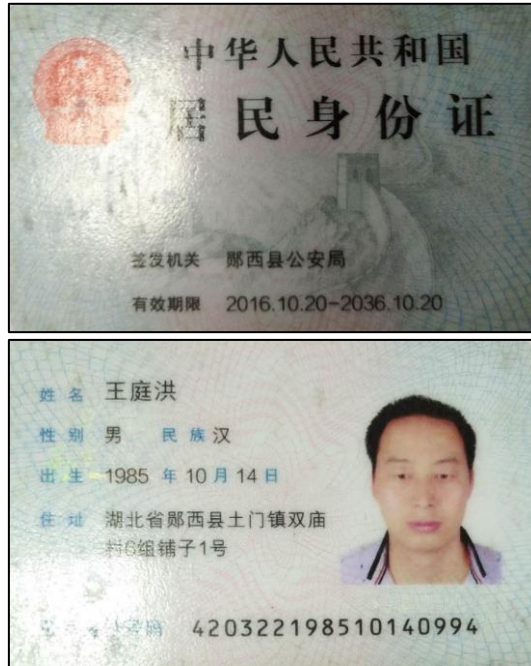 中华人民共和国
居民身份证
签发机关 郧西县公安局
有效期限 2016.10.20-2036.10.20
姓名 王庭洪
性别 男 民族 汉
出生 1985 年 10 月 14 日
住址 湖北省郧西县土门镇双庙
6组铺子1号
号码 420322198510140994